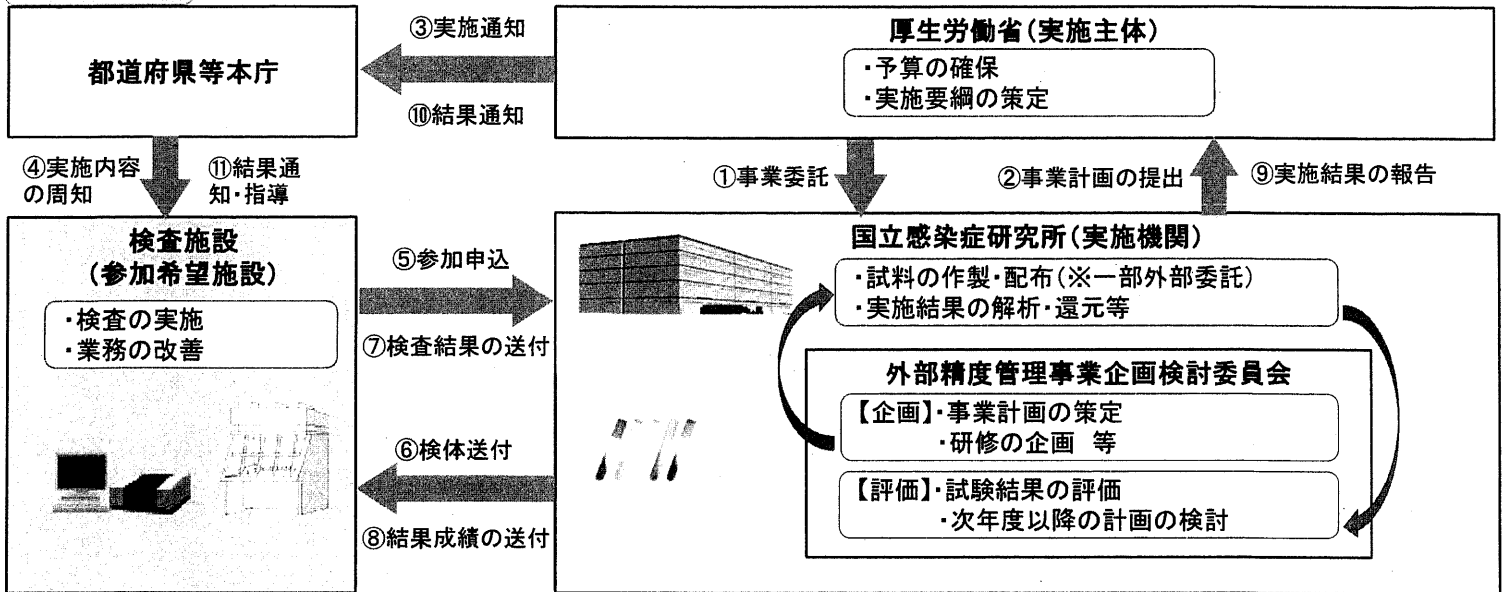 ③実施通知
厚生労働省(実施主体)
・予算の確保
・実施要綱の策定
都道府県等本庁
⑩結果通知
④実施内容
の周知
⑪結果通
知・指導
①事業委託
②事業計画の提出
⑨実施結果の報告
検査施設
(参加希望施設)
・検査の実施
・業務の改善
⑤参加申込
⑦検査結果の送付
⑥検体送付
⑧結果成績の送付
国立感染症研究所(実施機関)
・試料の作製・配布(※一部外部委託)
・実施結果の解析・還元等
外部精度管理事業企画検討委員会
【企画】・事業計画の策定
・研修の企画 等
【評価】・試験結果の評価
・次年度以降の計画の検討